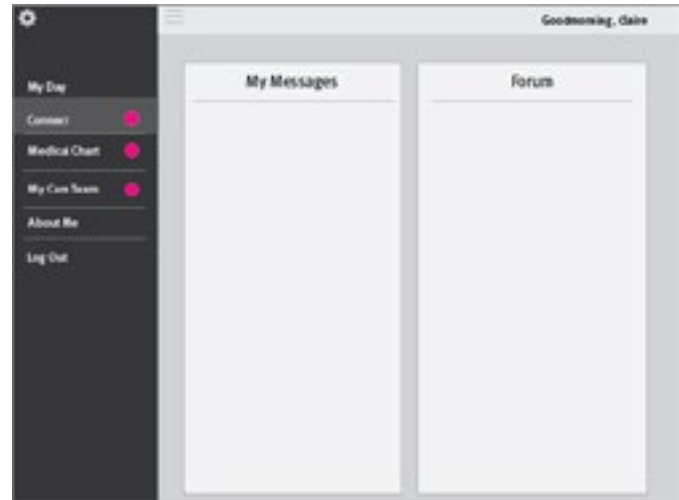 Goodmorning, Claire
My Day
Connect
Medical Chart
My Care Team
About Me
Log Out
My Messages
Forum